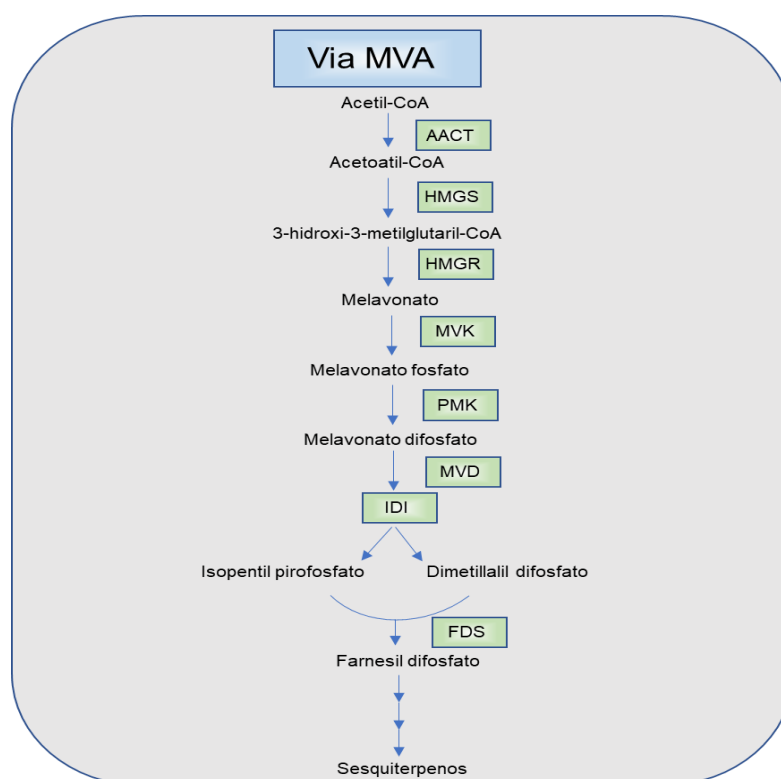 Via MVA
Acetil-CoA
AACT
Acetoatil-CoA
HMGS
3-hidroxi-3-metilglutaril-CoA
HMGR
Melavonato
MVK
Melavonato fosfato
PMK
Melavonato difosfato
MVD
IDI
Isopentil pirofosfato
Dimetillalil difosfato
FDS
Farnesil difosfato
Sesquiterpenos